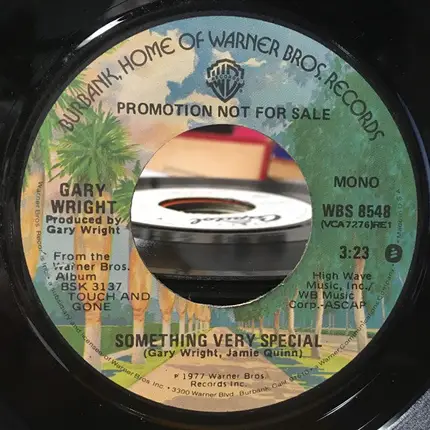 BURBANK, HOME OF WARNER BROS. RECORDS
PROMOTION NOT FOR SALE
GARY
WRIGHT
Produced by
Gary Wright
From the
Warner Bros.
Album
BSK 3137
TOUCH AND
GONE
MONO
WBS 8548
(VCA7276)RE1
3:23
High Wave
Music, Inc./
WB Music
Corp.-ASCAP
SOMETHING VERY SPECIAL
(Gary Wright, Jamie Quinn)
℗ 1977 Warner Bros.
Records Inc.
Capitol